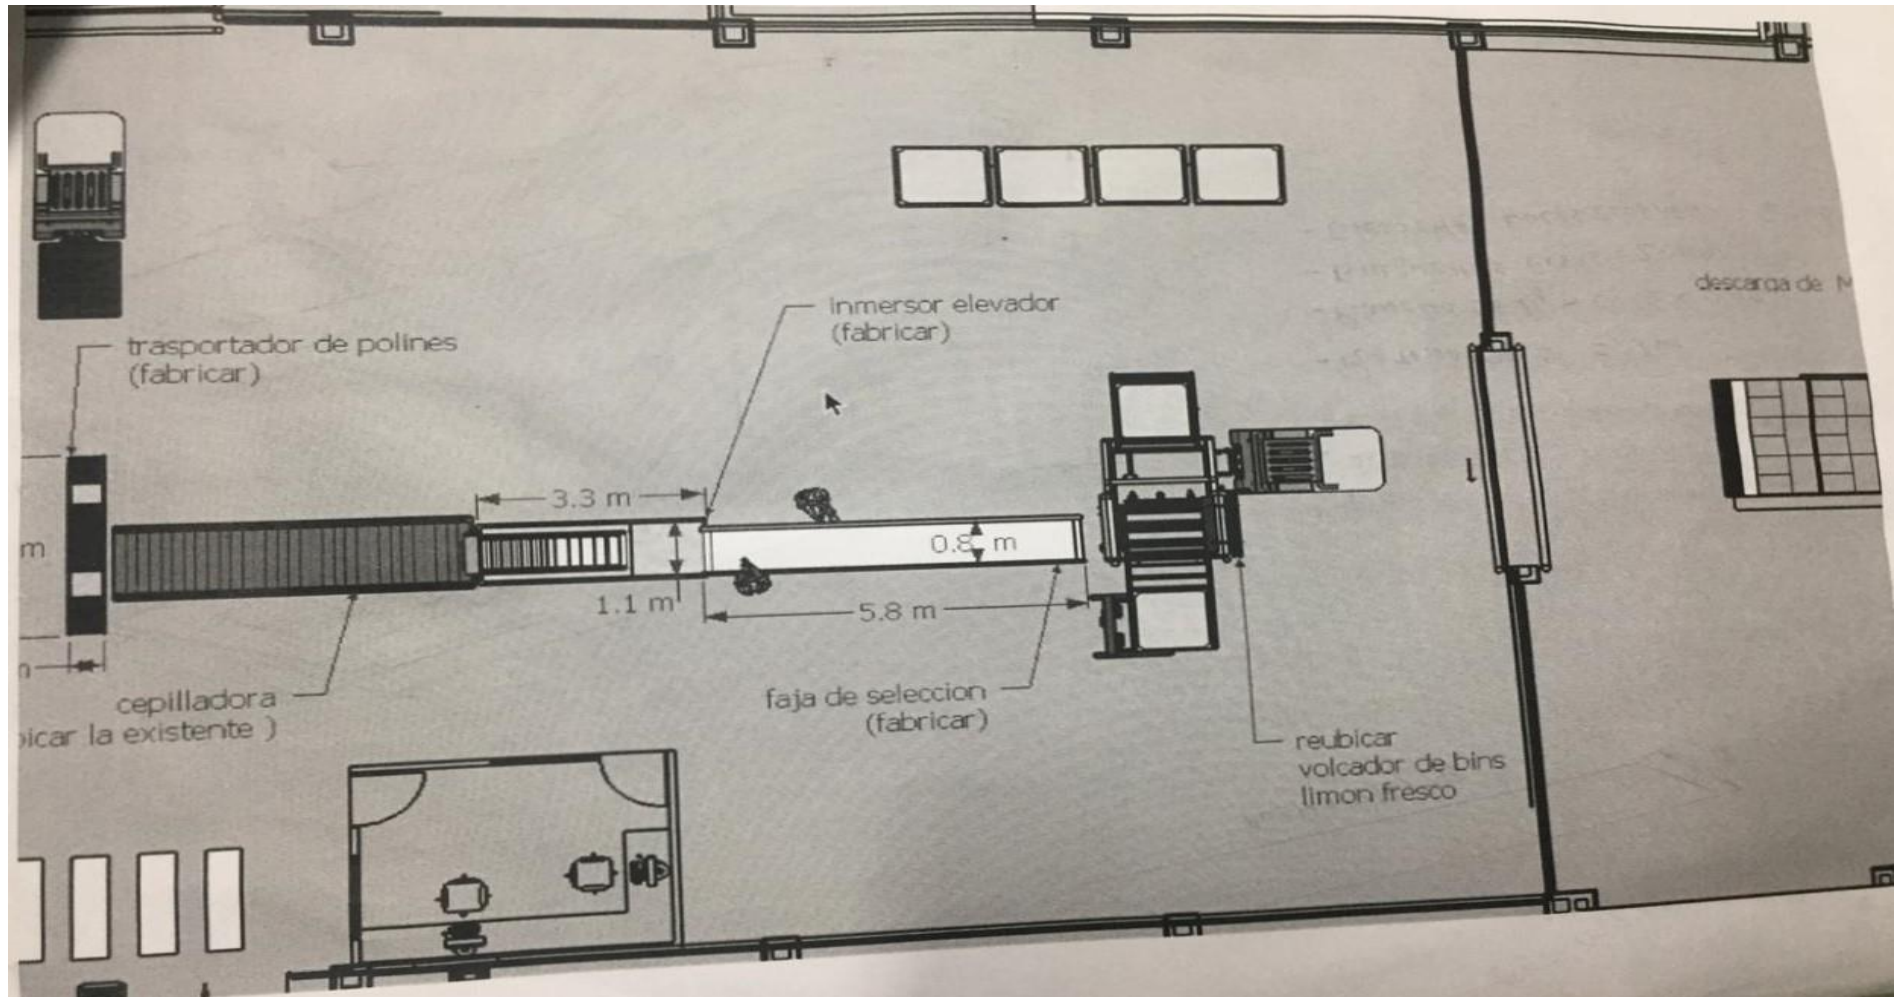 descarga de M
inmersor elevador
(fabricar)
trasportador de polines
(fabricar)
3.3 m
0.8 m
m
1.1 m
5.8 m
cepilladora
icar la existente )
faja de seleccion
(fabricar)
reubicar
volcador de bins
limon fresco